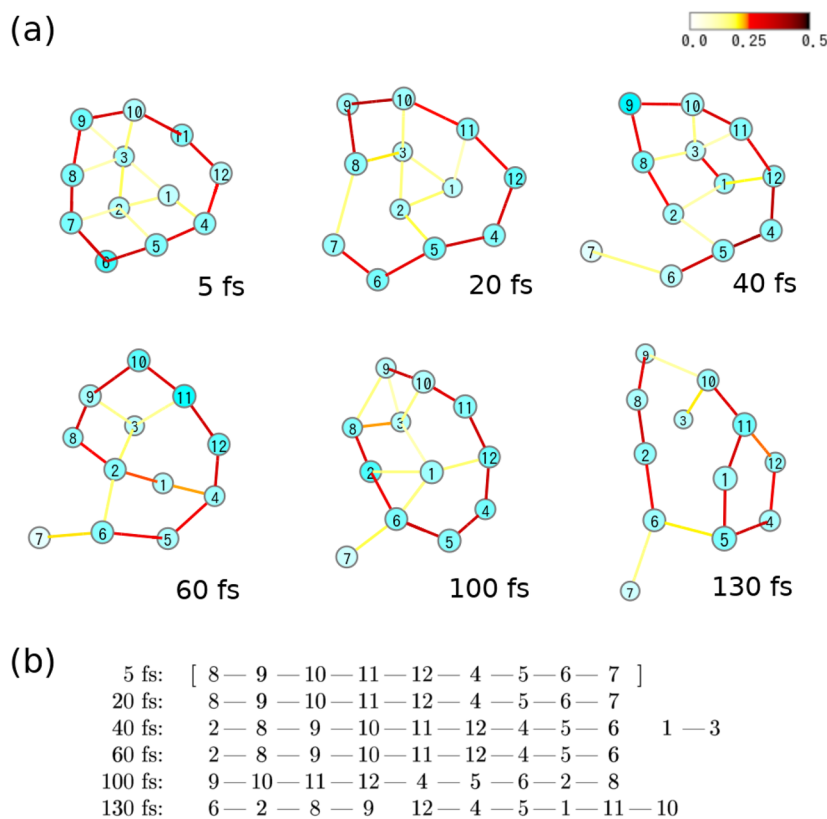 (a)
0.0 0.25 0.5
9 10 11 3 8 12 1 2 7 4 5 6
5 fs
9 10 11 3 8 12 1 2 7 4 5 6
20 fs
9 10 11 3 8 12 1 2 4 7 5 6
40 fs
10 9 11 3 8 12 2 1 4 6 7 5
60 fs
9 10 11 8 3 12 2 1 4 6 5 7
100 fs
9 10 8 3 11 2 12 1 6 4 5 7
130 fs
(b)
5 fs: [ 8 — 9 — 10 — 11 — 12 — 4 — 5 — 6 — 7 ]
20 fs: 8 — 9 — 10 — 11 — 12 — 4 — 5 — 6 — 7
40 fs: 2 — 8 — 9 — 10 — 11 — 12 — 4 — 5 — 6 1 — 3
60 fs: 2 — 8 — 9 — 10 — 11 — 12 — 4 — 5 — 6
100 fs: 9 — 10 — 11 — 12 — 4 — 5 — 6 — 2 — 8
130 fs: 6 — 2 — 8 — 9 12 — 4 — 5 — 1 — 11 — 10